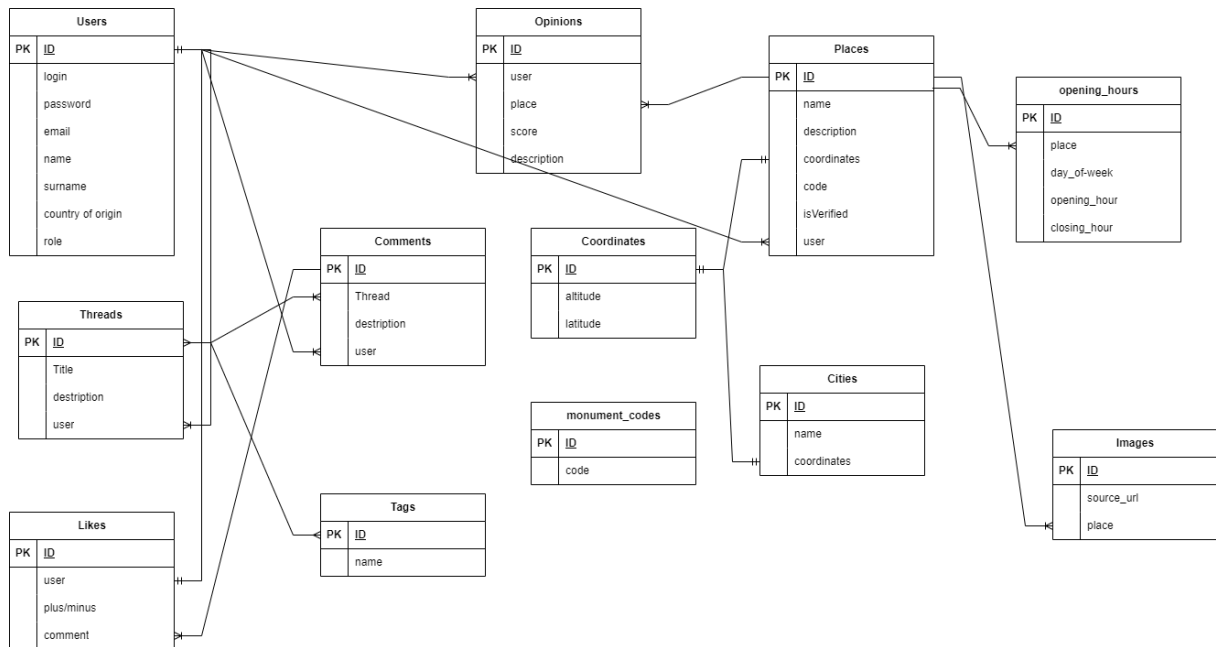 Users
PK ID
login
password
email
name
surname
country of origin
role
Opinions
PK ID
user
place
score
description
Places
PK ID
name
description
coordinates
code
isVerified
user
opening_hours
PK ID
place
day_of-week
opening_hour
closing_hour
Comments
PK ID
Thread
destription
user
Coordinates
PK ID
altitude
latitude
Threads
PK ID
Title
destription
user
Cities
PK ID
name
coordinates
monument_codes
PK ID
code
Images
PK ID
source_url
place
Tags
PK ID
name
Likes
PK ID
user
plus/minus
comment